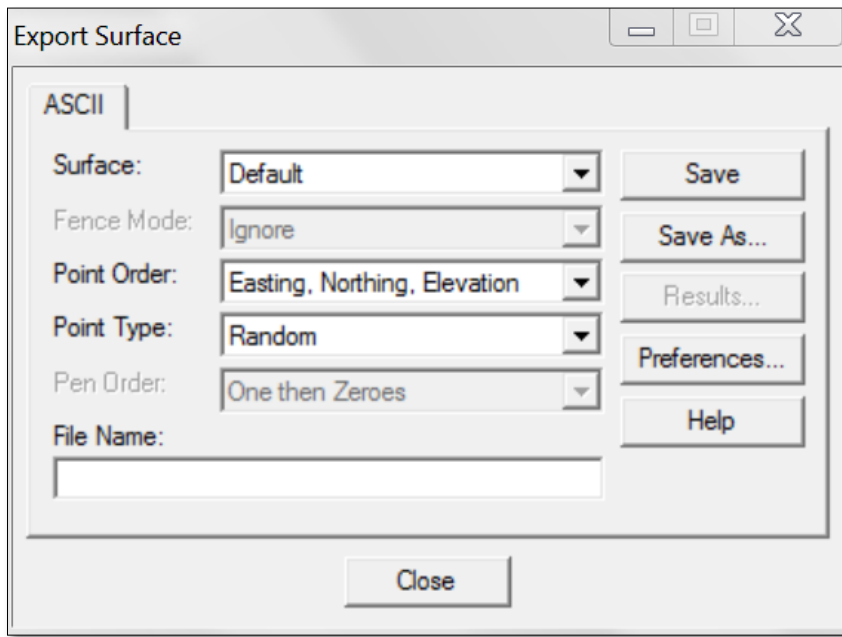 Export Surface
ASCII
Surface: Default Save
Fence Mode: Ignore Save As...
Point Order: Easting, Northing, Elevation Results...
Point Type: Random Preferences...
Pen Order: One then Zeroes Help
File Name:
Close